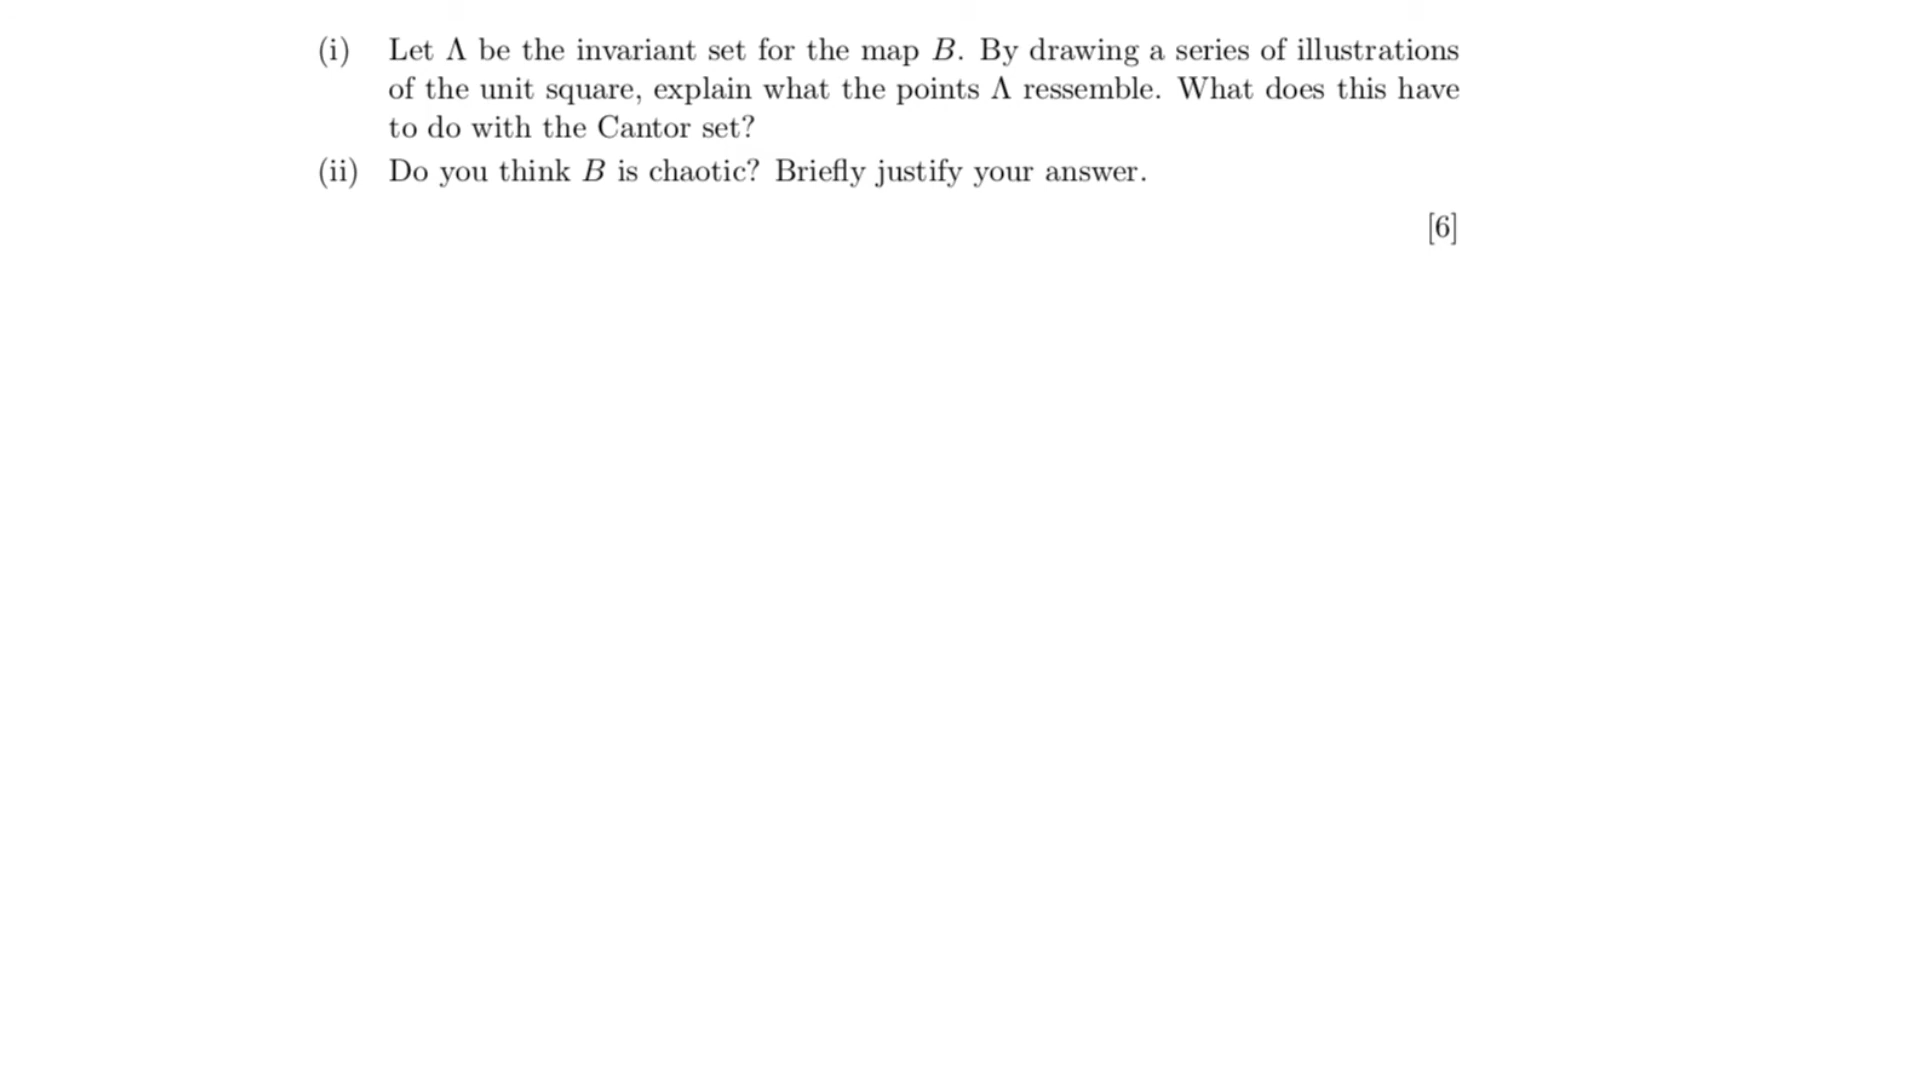 (i) Let Λ be the invariant set for the map B. By drawing a series of illustrations
of the unit square, explain what the points Λ ressemble. What does this have
to do with the Cantor set?
(ii) Do you think B is chaotic? Briefly justify your answer.
[6]